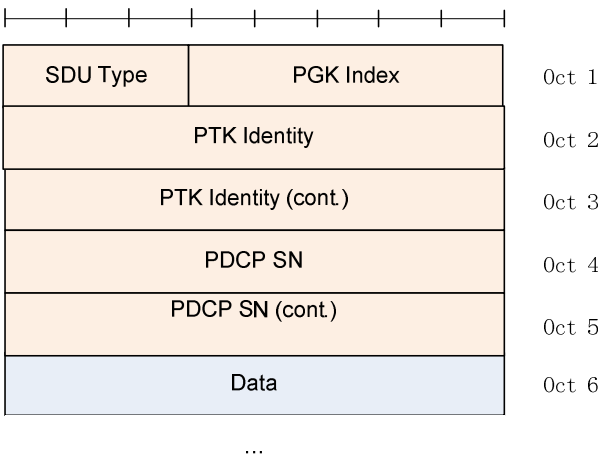 SDU Type PGK Index Oct 1
PTK Identity Oct 2
PTK Identity (cont.) Oct 3
PDCP SN Oct 4
PDCP SN (cont.) Oct 5
Data Oct 6
...